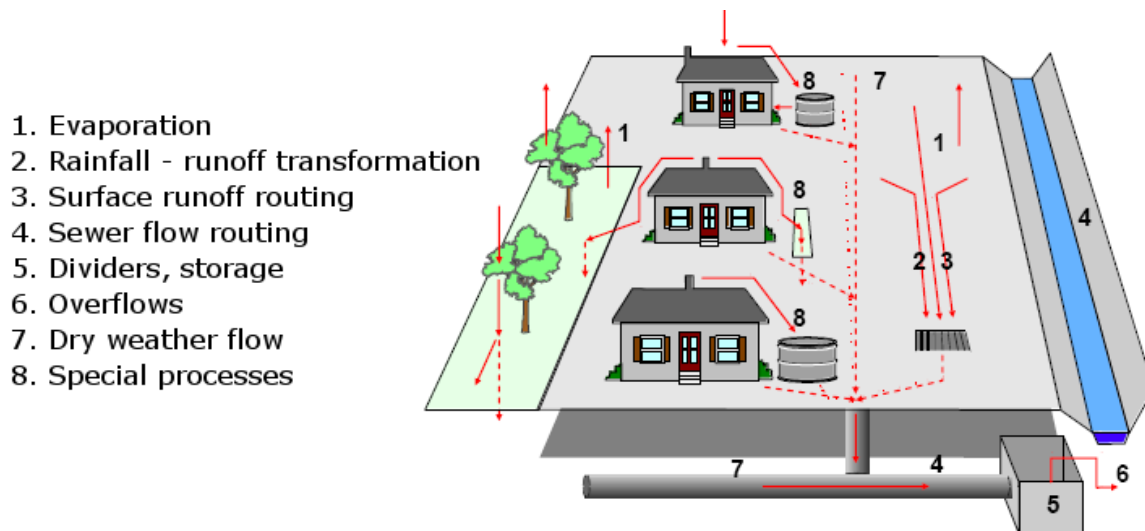 1. Evaporation
2. Rainfall - runoff transformation
3. Surface runoff routing
4. Sewer flow routing
5. Dividers, storage
6. Overflows
7. Dry weather flow
8. Special processes
8
7
1
1
8
4
2
3
8
7
4
5
6